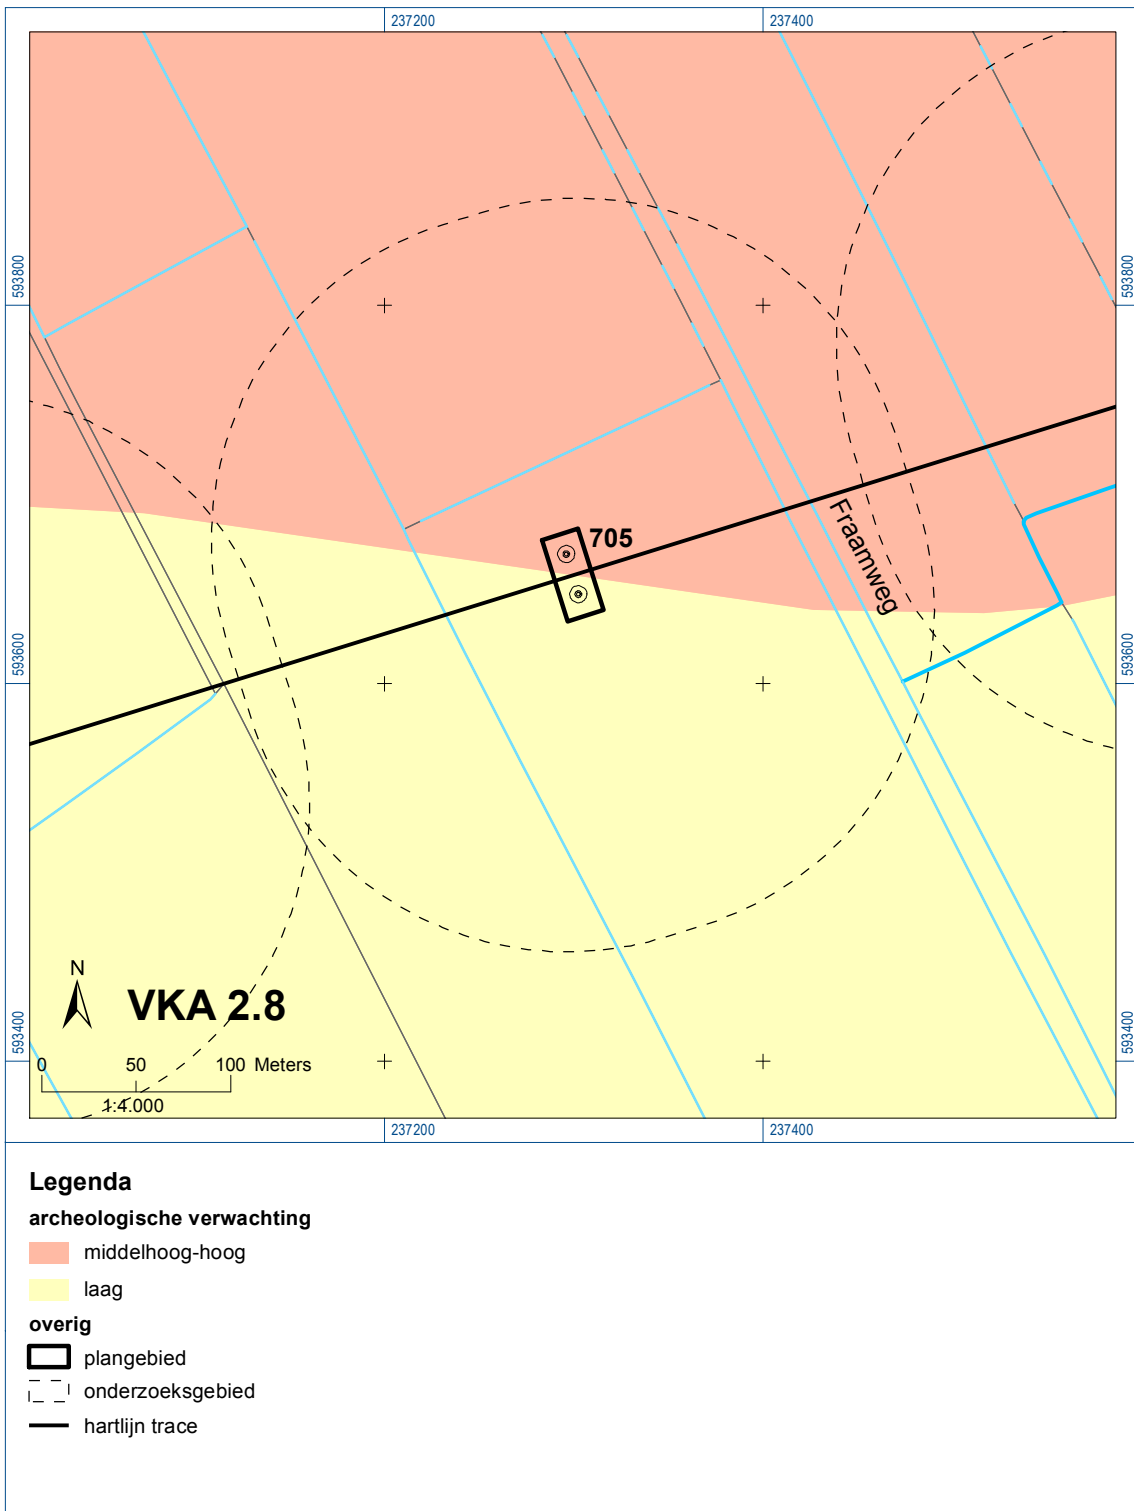 237200
237400
593800
593800
705
Fraamweg
593600
593600
N
VKA 2.8
593400
593400
0 50 100 Meters
1:4.000
237200
237400
Legenda
archeologische verwachting
middelhoog-hoog
laag
overig
plangebied
onderzoeksgebied
hartlijn trace